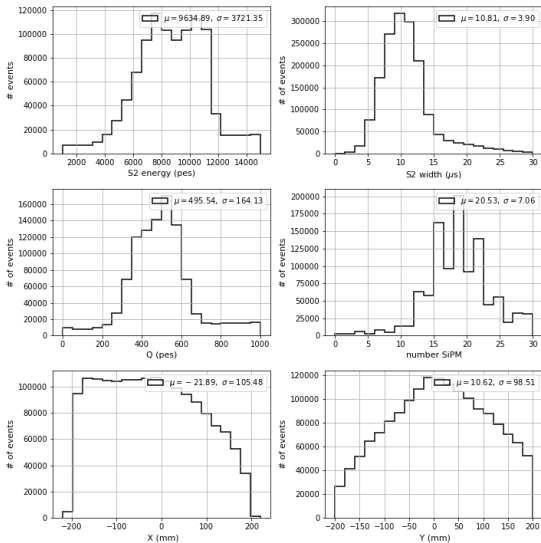 120000
100000
80000
60000
40000
20000
0
# events
μ = 9634.89, σ = 3721.35
2000 4000 6000 8000 10000 12000 14000
S2 energy (pes)
300000
250000
200000
150000
100000
50000
0
# of events
μ = 10.81, σ = 3.90
0 5 10 15 20 25 30
S2 width (μs)
160000
140000
120000
100000
80000
60000
40000
20000
0
# of events
μ = 495.54, σ = 164.13
0 200 400 600 800 1000
Q (pes)
200000
175000
150000
125000
100000
75000
50000
25000
0
# of events
μ = 20.53, σ = 7.06
0 5 10 15 20 25 30
number SiPM
100000
80000
60000
40000
20000
0
# of events
μ = −21.89, σ = 105.48
−200 −100 0 100 200
X (mm)
120000
100000
80000
60000
40000
20000
0
# of events
μ = 10.62, σ = 98.51
−200 −150 −100 −50 0 50 100 150 200
Y (mm)